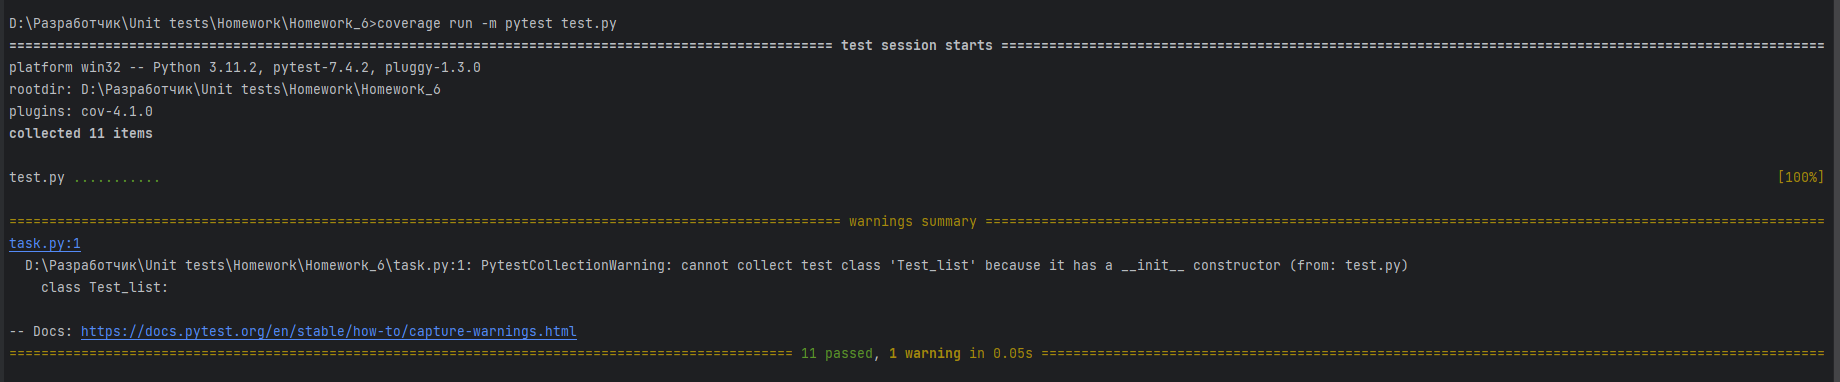 D:\Разработчик\Unit tests\Homework\Homework_6>coverage run -m pytest test.py
======================================================================================================= test session starts =======================================================================================================
platform win32 -- Python 3.11.2, pytest-7.4.2, pluggy-1.3.0
rootdir: D:\Разработчик\Unit tests\Homework\Homework_6
plugins: cov-4.1.0
collected 11 items
test.py ........... [100%]
======================================================================================================== warnings summary =========================================================================================================
task.py:1
D:\Разработчик\Unit tests\Homework\Homework_6\task.py:1: PytestCollectionWarning: cannot collect test class 'Test_list' because it has a __init__ constructor (from: test.py)
class Test_list:
-- Docs: https://docs.pytest.org/en/stable/how-to/capture-warnings.html
================================================================================================== 11 passed, 1 warning in 0.05s ==================================================================================================